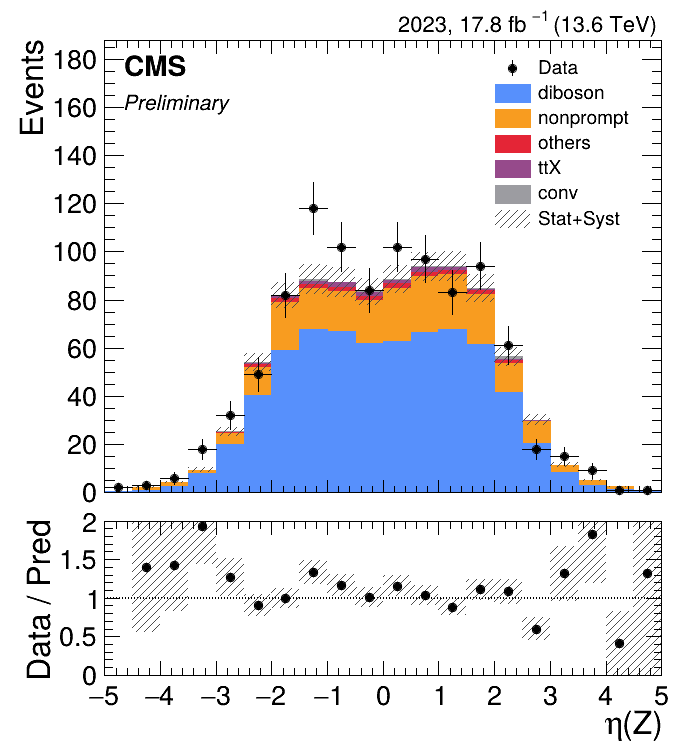 2023, 17.8 fb⁻¹ (13.6 TeV)
CMS
Preliminary
Events
180
160
140
120
100
80
60
40
20
0
Data
diboson
nonprompt
others
ttX
conv
Stat+Syst
Data / Pred
2
1.5
1
0.5
0
−5 −4 −3 −2 −1 0 1 2 3 4 5
η(Z)